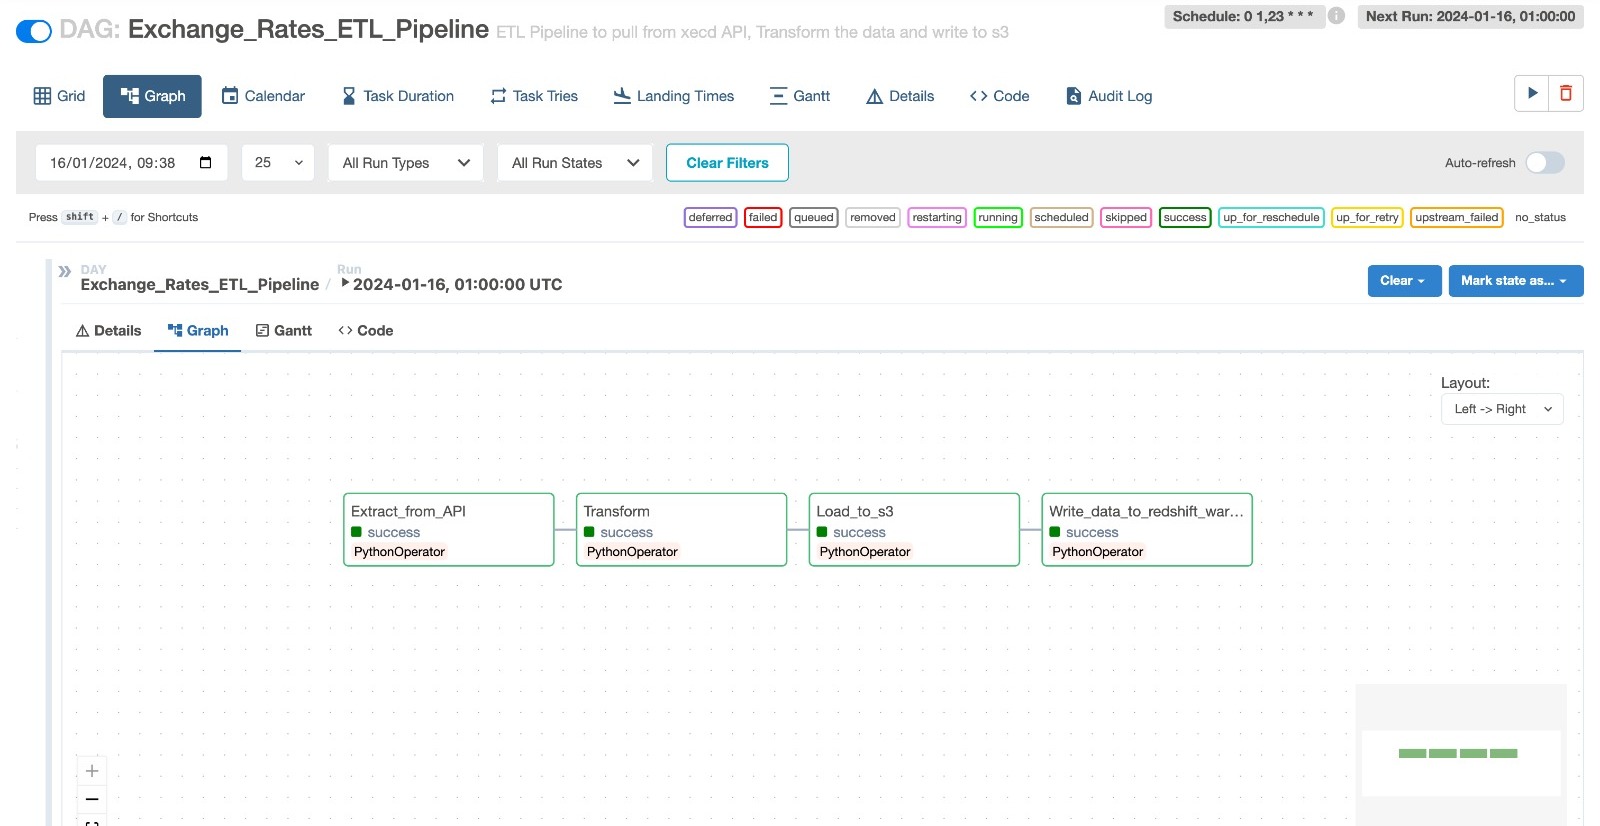 DAG: Exchange_Rates_ETL_Pipeline ETL Pipeline to pull from xecd API, Transform the data and write to s3
Schedule: 0 1,23 * * *
Next Run: 2024-01-16, 01:00:00
Grid Graph Calendar Task Duration Task Tries Landing Times Gantt Details Code Audit Log
16/01/2024, 09:38 25 All Run Types All Run States Clear Filters Auto-refresh
Press shift + / for Shortcuts
deferred failed queued removed restarting running scheduled skipped success up_for_reschedule up_for_retry upstream_failed no_status
DAY Run
Exchange_Rates_ETL_Pipeline / 2024-01-16, 01:00:00 UTC
Clear Mark state as...
Details Graph Gantt Code
Layout:
Left -> Right
Extract_from_API
success
PythonOperator
Transform
success
PythonOperator
Load_to_s3
success
PythonOperator
Write_data_to_redshift_war...
success
PythonOperator